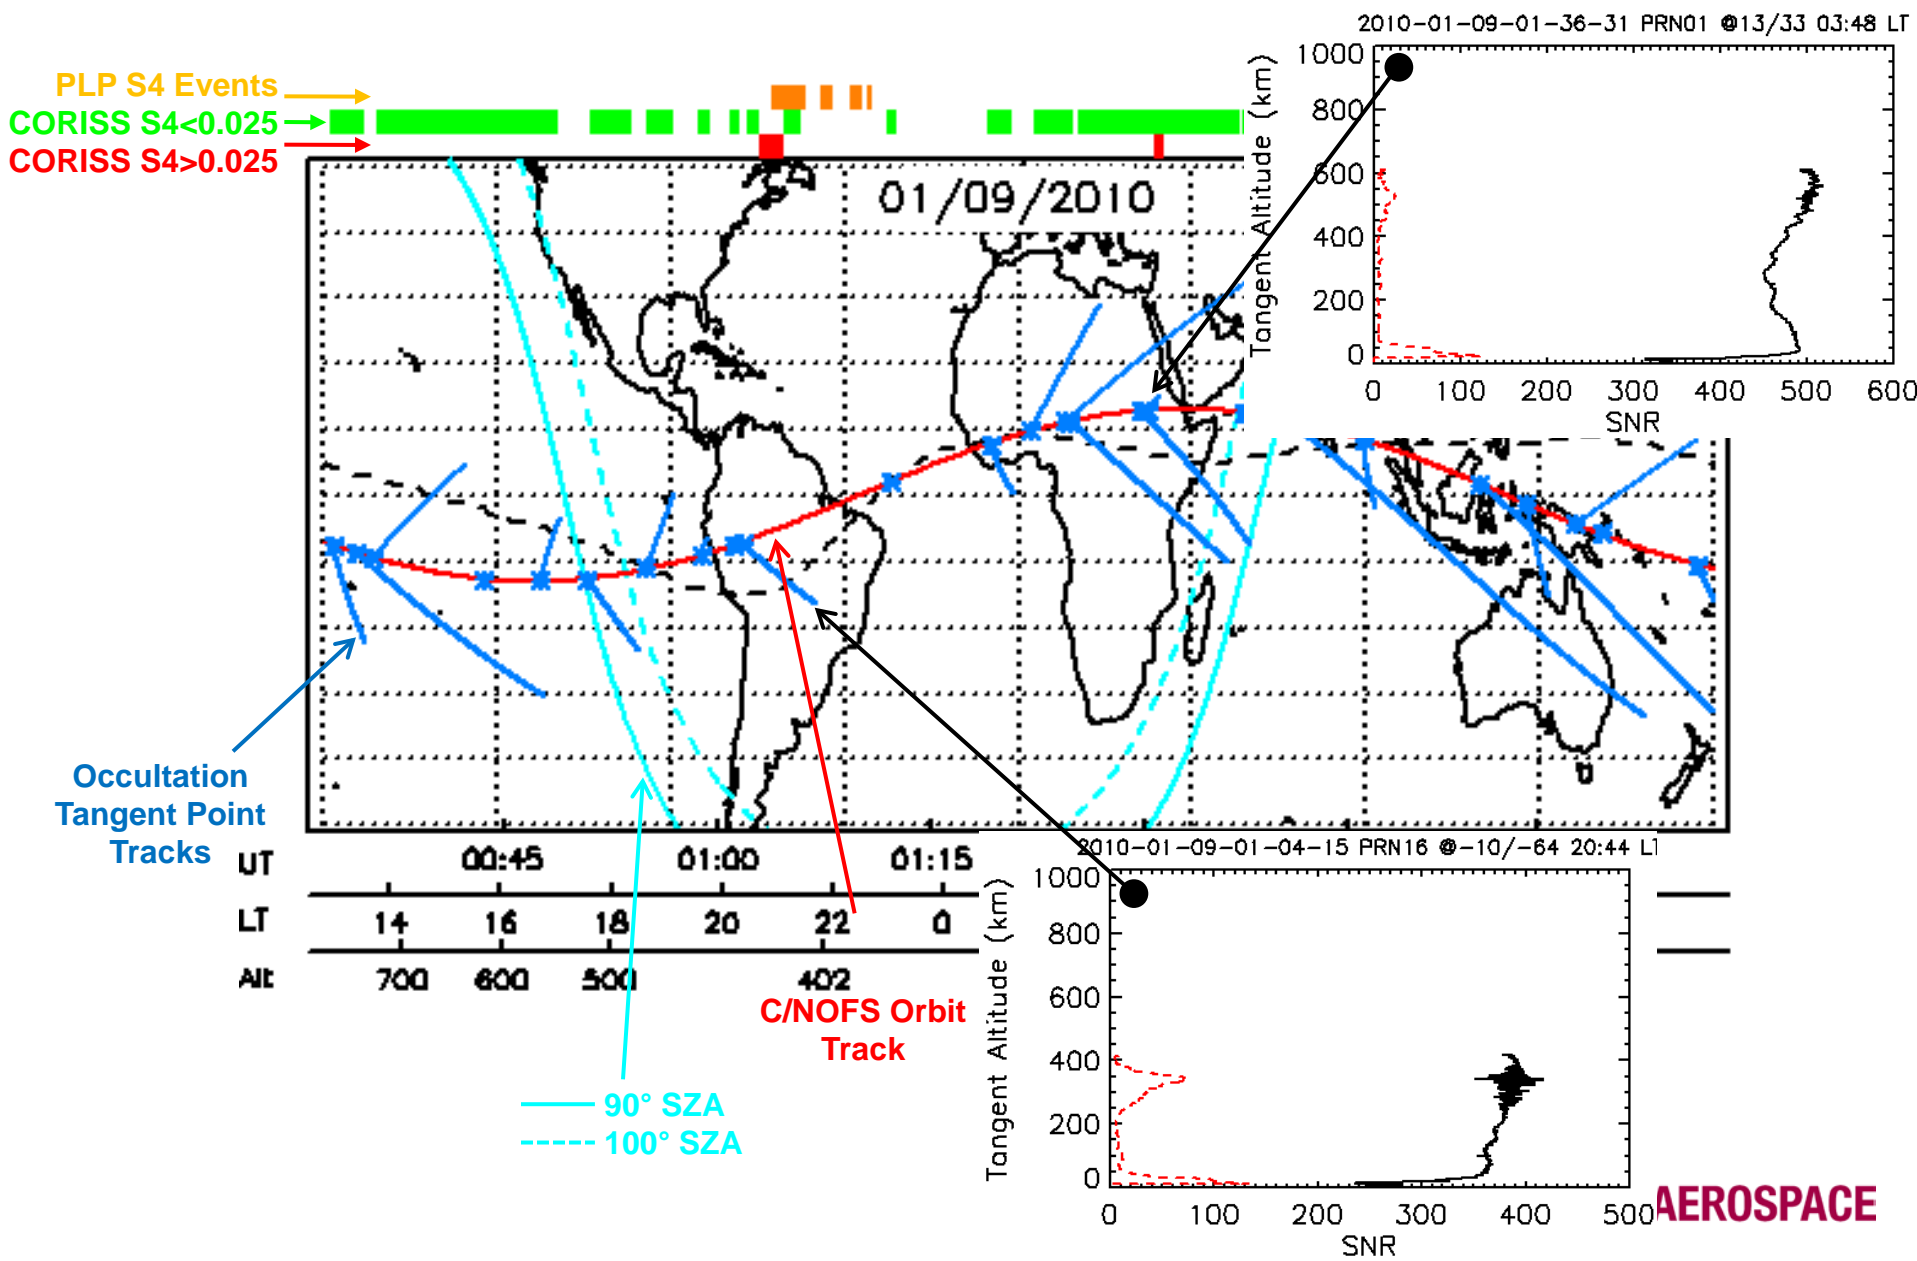 2010-01-09-01-36-31 PRN01 @13/33 03:48 LT
PLP S4 Events
CORISS S4<0.025
CORISS S4>0.025
01/09/2010
1000
800
600
400
200
0
Tangent Altitude (km)
0 100 200 300 400 500 600
SNR
Occultation
Tangent Point
Tracks
UT 00:45 01:00 01:15
LT 14 16 18 20 22 0
Alt 700 600 500 402
C/NOFS Orbit
Track
90° SZA
100° SZA
2010-01-09-01-04-15 PRN16 @-10/-64 20:44 LT
1000
800
600
400
200
0
Tangent Altitude (km)
0 100 200 300 400 500
SNR
AEROSPACE